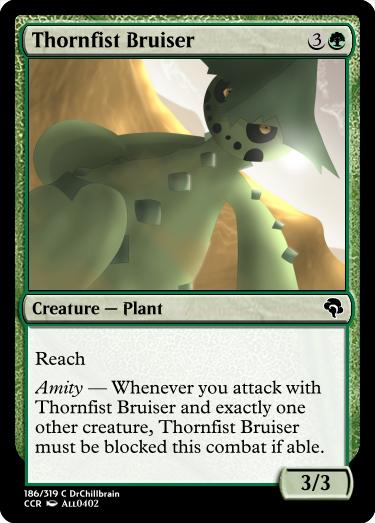 Thornfist Bruiser 3
Creature — Plant
Reach
Amity — Whenever you attack with
Thornfist Bruiser and exactly one
other creature, Thornfist Bruiser
must be blocked this combat if able.
3/3
186/319 C DrChillbrain
CCR All0402